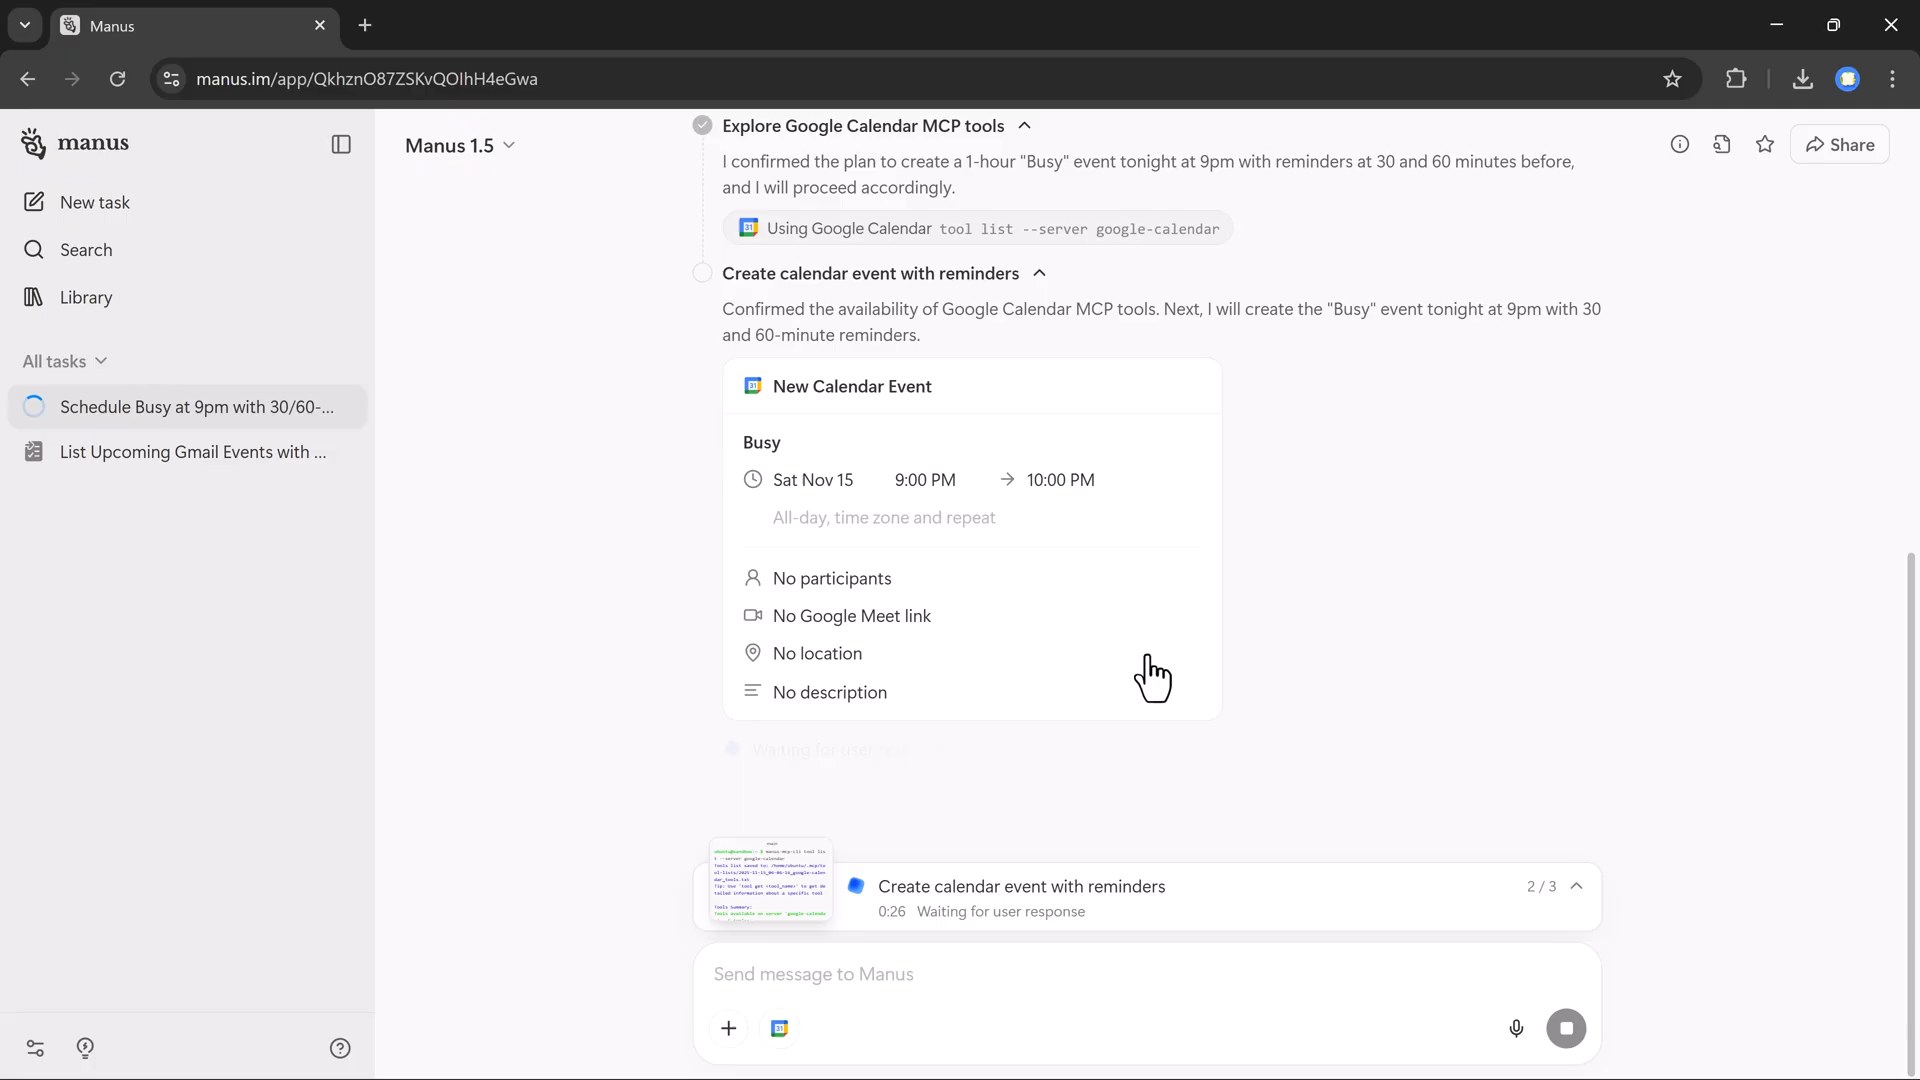 Manus
manus.im/app/QkhznO87ZSKvQOlhH4eGwa
manus
New task
Search
Library
All tasks
Schedule Busy at 9pm with 30/60-...
List Upcoming Gmail Events with ...
Manus 1.5
Share
Explore Google Calendar MCP tools
I confirmed the plan to create a 1-hour "Busy" event tonight at 9pm with reminders at 30 and 60 minutes before,
and I will proceed accordingly.
Using Google Calendar tool list --server google-calendar
Create calendar event with reminders
Confirmed the availability of Google Calendar MCP tools. Next, I will create the "Busy" event tonight at 9pm with 30
and 60-minute reminders.
31 New Calendar Event
Busy
Sat Nov 15 9:00 PM → 10:00 PM
All-day, time zone and repeat
No participants
No Google Meet link
No location
No description
Waiting for user
Create calendar event with reminders
2 / 3
0:26 Waiting for user response
Send message to Manus
31